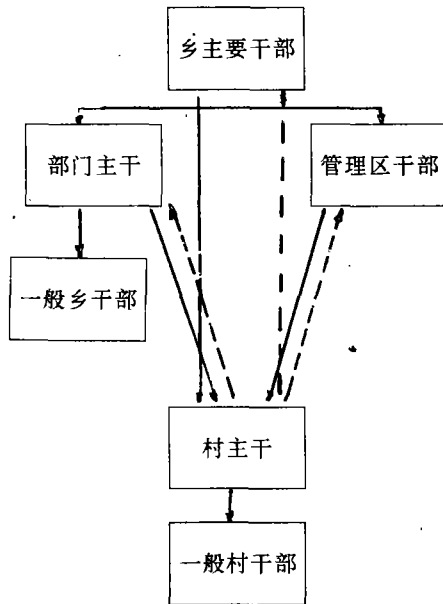 乡主要干部
部门主干
管理区干部
一般乡干部
村主干
一般村干部